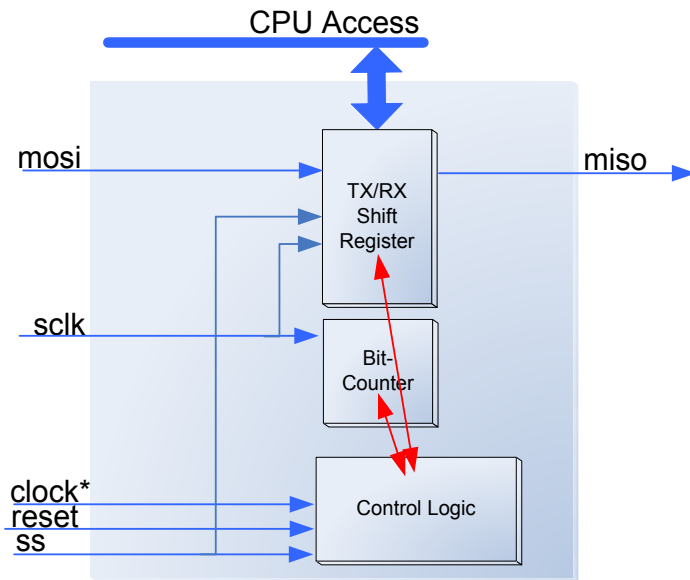 CPU Access
mosi
miso
TX/RX
Shift
Register
sclk
Bit-
Counter
clock*
reset
ss
Control Logic